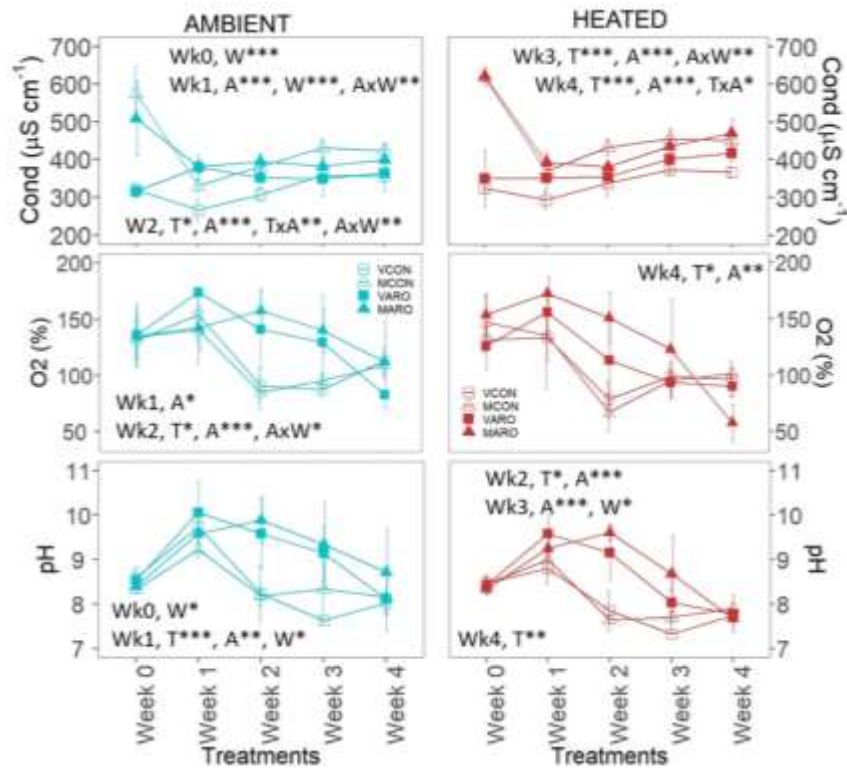 AMBIENT
HEATED
700
600
500
400
300
200
Cond (µS cm⁻¹)
Wk0, W***
Wk1, A***, W***, AxW**
W2, T*, A***, TxA**, AxW**
Wk3, T***, A***, AxW**
Wk4, T***, A***, TxA*
700
600
500
400
300
200
Cond (µS cm⁻¹)
200
150
100
50
O2 (%)
VCON
MCON
VARO
MARO
Wk1, A*
Wk2, T*, A***, AxW*
Wk4, T*, A**
VCON
MCON
VARO
MARO
200
150
100
50
O2 (%)
11
10
9
8
7
pH
Wk0, W*
Wk1, T***, A**, W*
Wk2, T*, A***
Wk3, A***, W*
Wk4, T**
11
10
9
8
7
pH
Week 0
Week 1
Week 2
Week 3
Week 4
Treatments
Week 0
Week 1
Week 2
Week 3
Week 4
Treatments